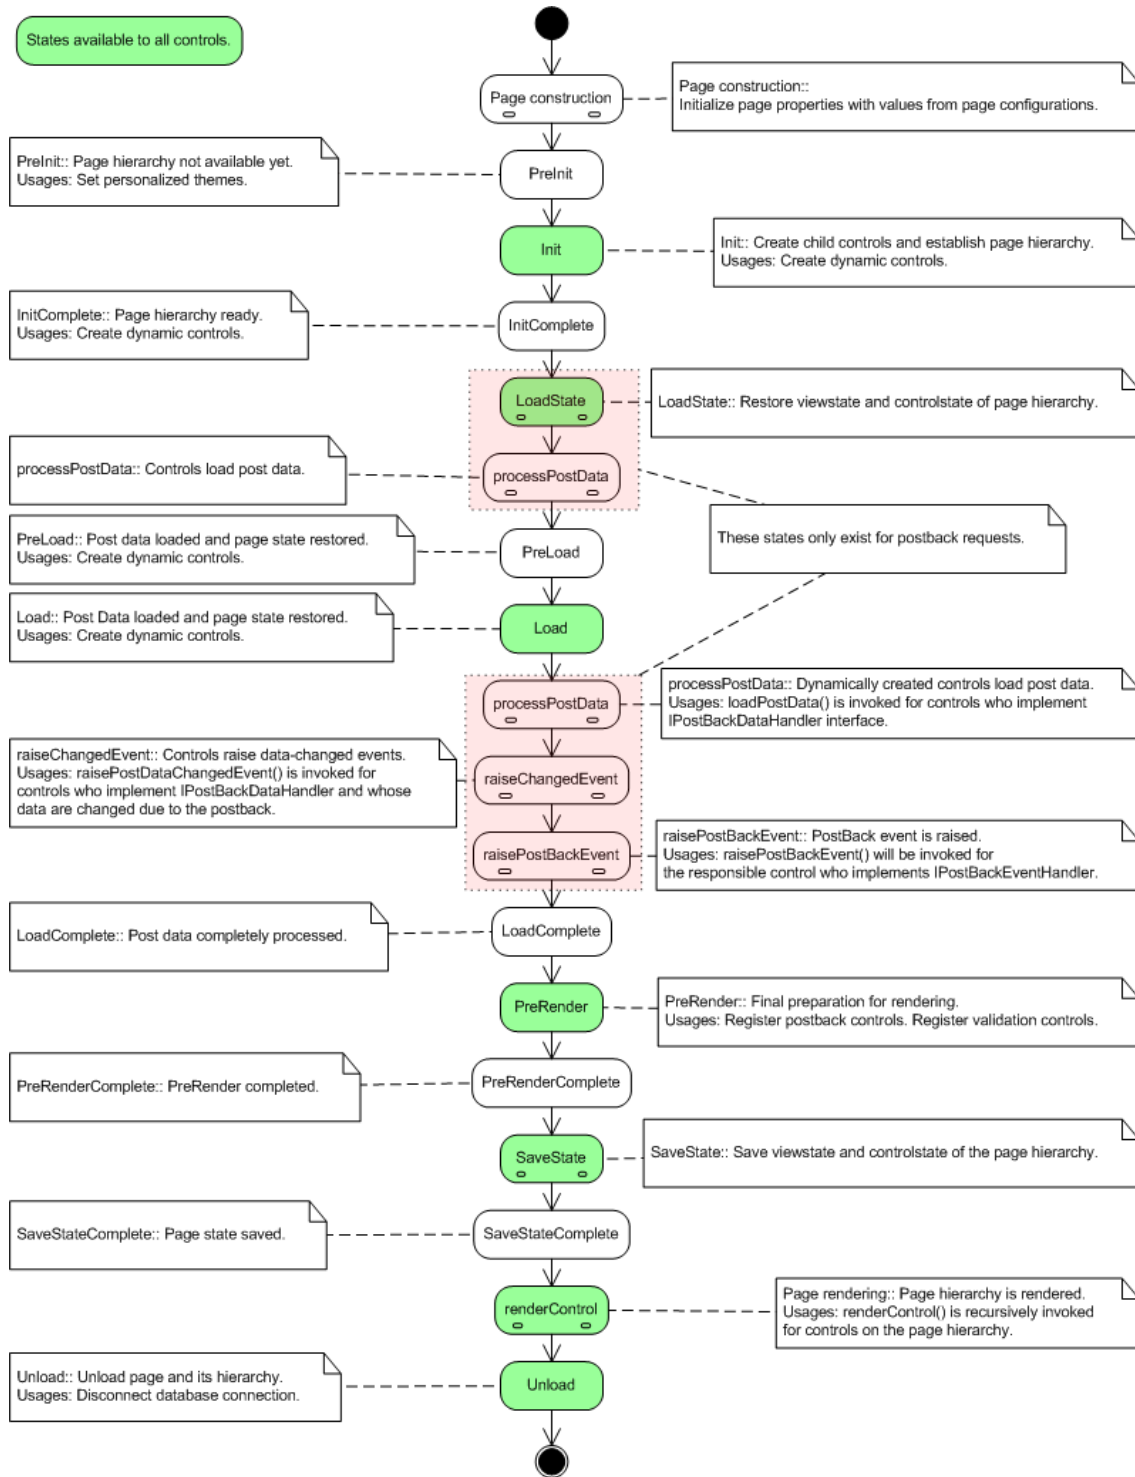 States available to all controls.
Page construction
Page construction::
Initialize page properties with values from page configurations.
PreInit:: Page hierarchy not available yet.
Usages: Set personalized themes.
PreInit
Init
Init:: Create child controls and establish page hierarchy.
Usages: Create dynamic controls.
InitComplete:: Page hierarchy ready.
Usages: Create dynamic controls.
InitComplete
LoadState
LoadState:: Restore viewstate and controlstate of page hierarchy.
processPostData:: Controls load post data.
processPostData
These states only exist for postback requests.
PreLoad:: Post data loaded and page state restored.
Usages: Create dynamic controls.
PreLoad
Load:: Post Data loaded and page state restored.
Usages: Create dynamic controls.
Load
processPostData
processPostData:: Dynamically created controls load post data.
Usages: loadPostData() is invoked for controls who implement
IPostBackDataHandler interface.
raiseChangedEvent:: Controls raise data-changed events.
Usages: raisePostDataChangedEvent() is invoked for
controls who implement IPostBackDataHandler and whose
data are changed due to the postback.
raiseChangedEvent
raisePostBackEvent
raisePostBackEvent:: PostBack event is raised.
Usages: raisePostBackEvent() will be invoked for
the responsible control who implements IPostBackEventHandler.
LoadComplete:: Post data completely processed.
LoadComplete
PreRender
PreRender:: Final preparation for rendering.
Usages: Register postback controls. Register validation controls.
PreRenderComplete:: PreRender completed.
PreRenderComplete
SaveState
SaveState:: Save viewstate and controlstate of the page hierarchy.
SaveStateComplete:: Page state saved.
SaveStateComplete
renderControl
Page rendering:: Page hierarchy is rendered.
Usages: renderControl() is recursively invoked
for controls on the page hierarchy.
Unload:: Unload page and its hierarchy.
Usages: Disconnect database connection.
Unload